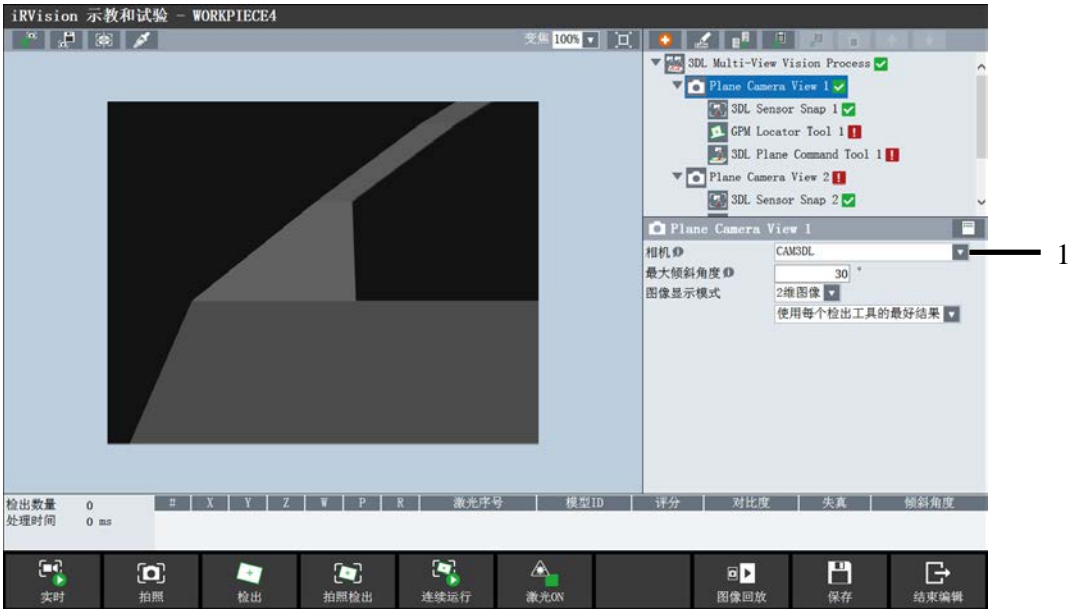 iRVision 示教和试验 - WORKPIECE4
变焦 100%
3DL Multi-View Vision Process
Plane Camera View 1
3DL Sensor Snap 1
GPM Locator Tool 1
3DL Plane Command Tool 1
Plane Camera View 2
3DL Sensor Snap 2
Plane Camera View 1
相机 CAM3DL
1
最大倾斜角度 30 °
图像显示模式 2维图像
使用每个检出工具的最好结果
检出数量 0
处理时间 0 ms
# X Y Z W P R 激光序号 模型ID 评分 对比度 失真 倾斜角度
实时 拍照 检出 拍照检出 连续运行 激光ON 图像回放 保存 结束编辑